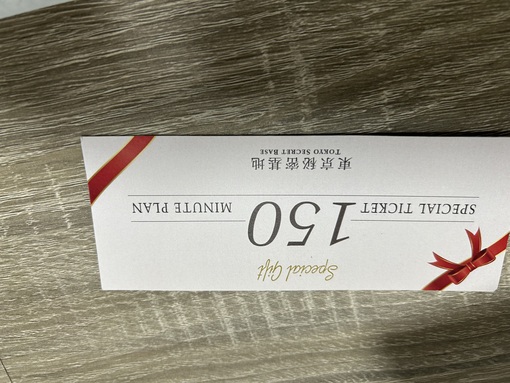 Special Gift
SPECIAL TICKET 150 MINUTE PLAN
東京秘密基地
TOKYO SECRET BASE